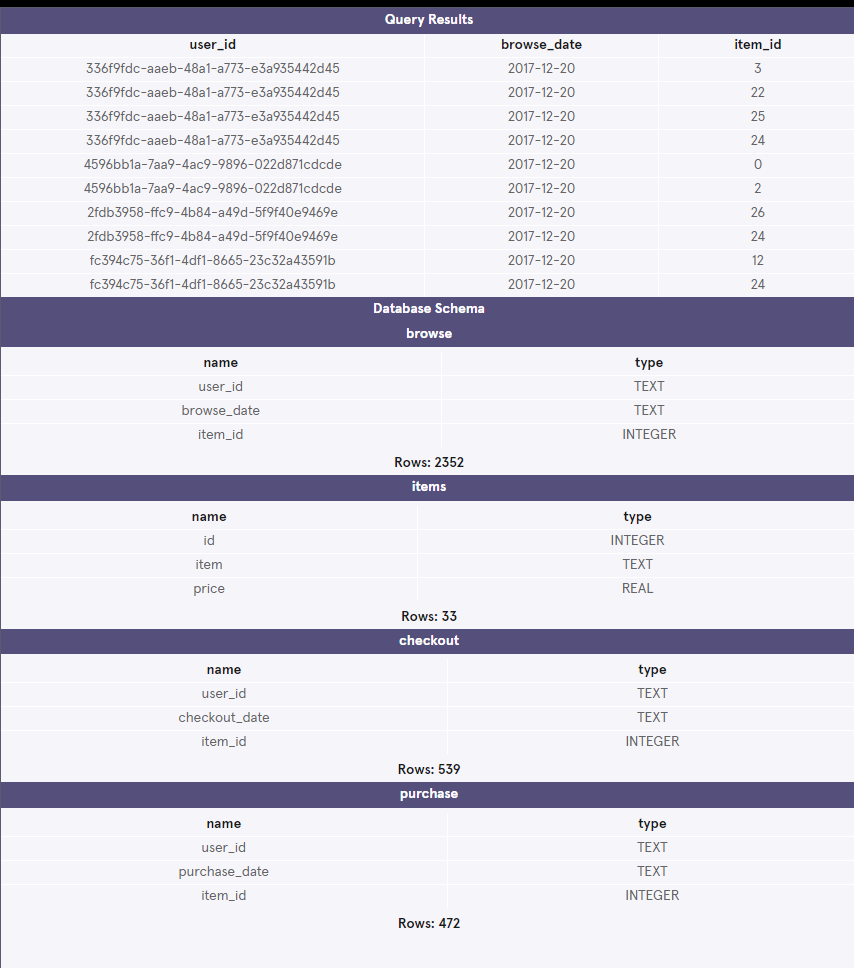 Query Results
user_id browse_date item_id
336f9fdc-aaeb-48a1-a773-e3a935442d45 2017-12-20 3
336f9fdc-aaeb-48a1-a773-e3a935442d45 2017-12-20 22
336f9fdc-aaeb-48a1-a773-e3a935442d45 2017-12-20 25
336f9fdc-aaeb-48a1-a773-e3a935442d45 2017-12-20 24
4596bb1a-7aa9-4ac9-9896-022d871cdcde 2017-12-20 0
4596bb1a-7aa9-4ac9-9896-022d871cdcde 2017-12-20 2
2fdb3958-ffc9-4b84-a49d-5f9f40e9469e 2017-12-20 26
2fdb3958-ffc9-4b84-a49d-5f9f40e9469e 2017-12-20 24
fc394c75-36f1-4df1-8665-23c32a43591b 2017-12-20 12
fc394c75-36f1-4df1-8665-23c32a43591b 2017-12-20 24
Database Schema
browse
name type
user_id TEXT
browse_date TEXT
item_id INTEGER
Rows: 2352
items
name type
id INTEGER
item TEXT
price REAL
Rows: 33
checkout
name type
user_id TEXT
checkout_date TEXT
item_id INTEGER
Rows: 539
purchase
name type
user_id TEXT
purchase_date TEXT
item_id INTEGER
Rows: 472